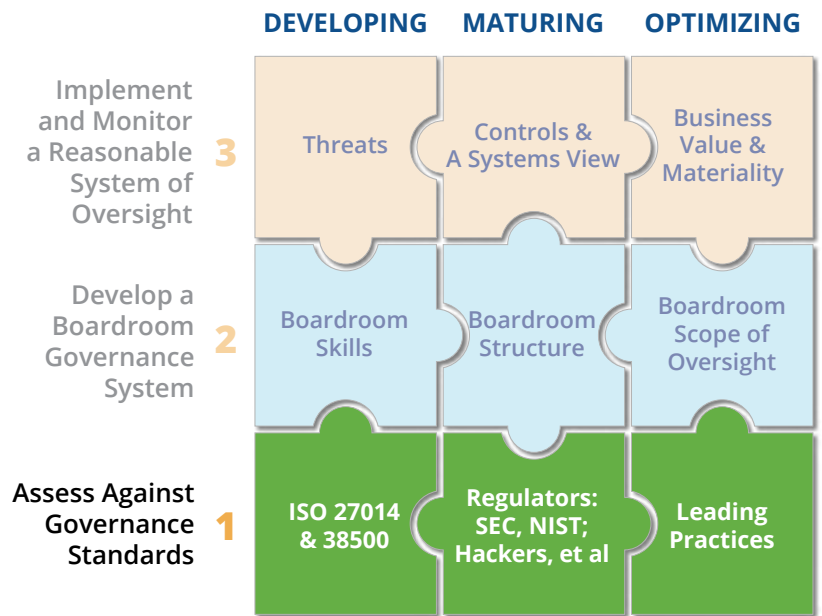 DEVELOPING MATURING OPTIMIZING
Implement
and Monitor
a Reasonable
System of
Oversight
3
Threats
Controls &
A Systems View
Business
Value &
Materiality
Develop a
Boardroom
Governance
System
2
Boardroom
Skills
Boardroom
Structure
Boardroom
Scope of
Oversight
Assess Against
Governance
Standards
1
ISO 27014
& 38500
Regulators:
SEC, NIST;
Hackers, et al
Leading
Practices